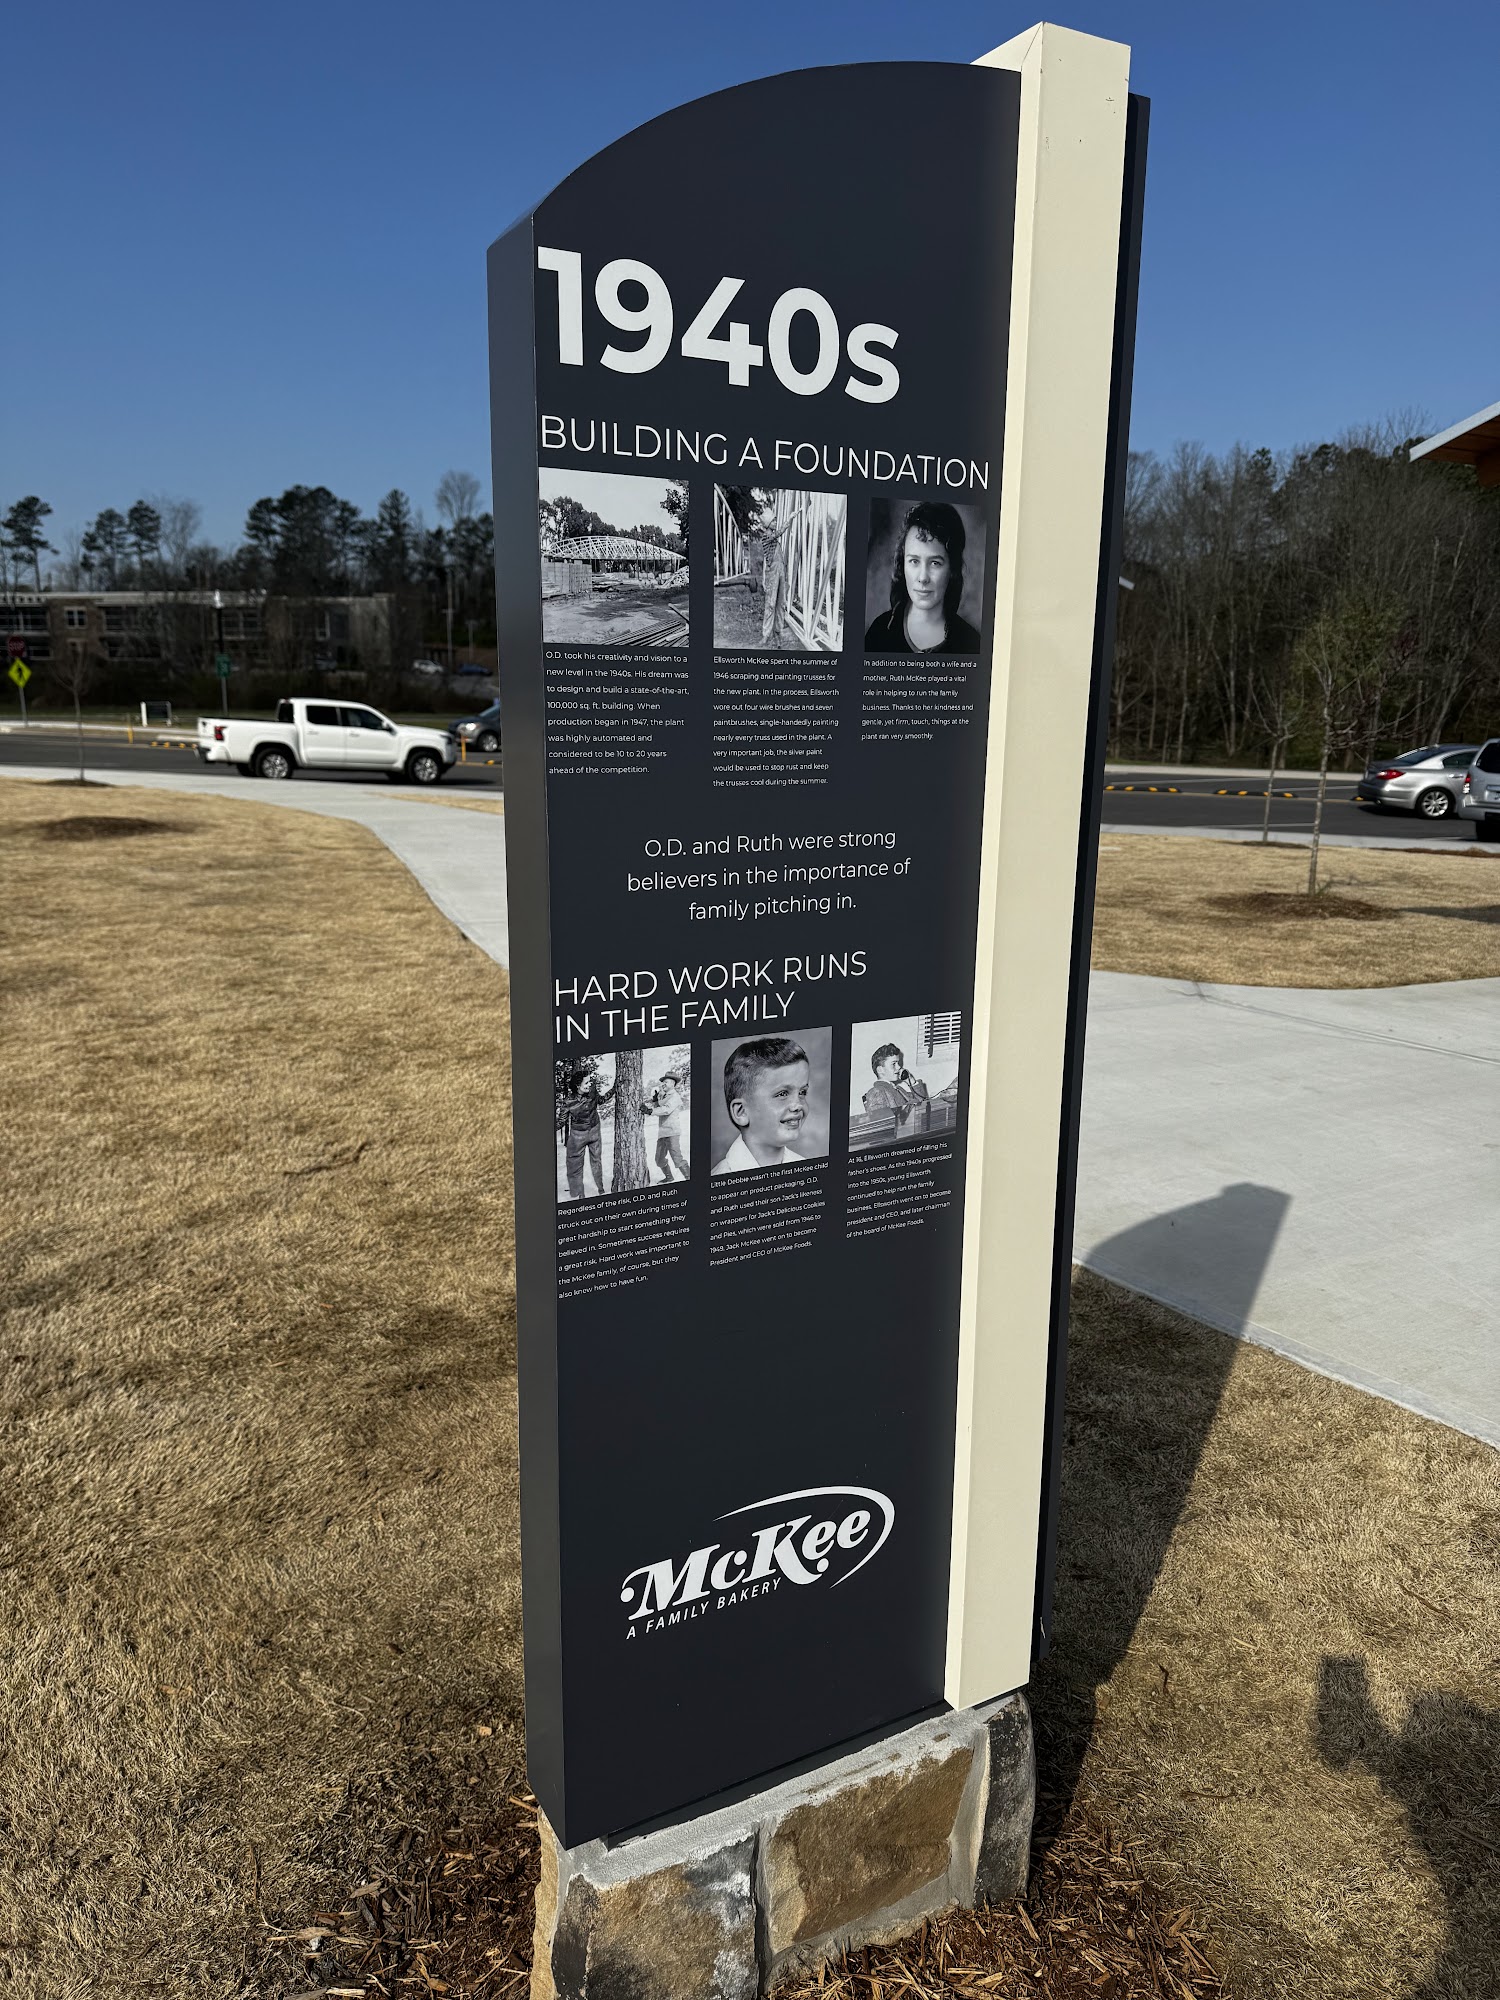 1940s
BUILDING A FOUNDATION
O.D. took his creativity and vision to a
new level in the 1940s. His dream was
to design and build a state-of-the-art,
100,000 sq. ft. building. When
production began in 1947, the plant
was highly automated and
considered to be 10 to 20 years
ahead of the competition.
Ellsworth McKee spent the summer of
1946 scraping and painting trusses for
the new plant. In the process, Ellsworth
wore out four wire brushes and seven
paintbrushes, single-handedly painting
nearly every truss used in the plant. A
very important job, the silver paint
would be used to stop rust and keep
the trusses cool during the summer.
In addition to being both a wife and a
mother, Ruth McKee played a vital
role in helping to run the family
business. Thanks to her kindness and
gentle, yet firm, touch, things at the
plant ran very smoothly.
O.D. and Ruth were strong
believers in the importance of
family pitching in.
HARD WORK RUNS
IN THE FAMILY
Regardless of the risk, O.D. and Ruth
struck out on their own during times of
great hardship to start something they
believed in. Sometimes success requires
a great risk. Hard work was important to
the McKee family, of course, but they
also knew how to have fun.
Little Debbie wasn't the first McKee child
to appear on product packaging. O.D.
and Ruth used their son Jack's likeness
on wrappers for Jack's Delicious Cookies
and Pies, which were sold from 1946 to
1949. Jack McKee went on to become
President and CEO of McKee Foods.
At 16, Ellsworth dreamed of filling his
father's shoes. As the 1940s progressed
into the 1950s, young Ellsworth
continued to help run the family
business. Ellsworth went on to become
president and CEO, and later chairman
of the board of McKee Foods.
McKee
A FAMILY BAKERY